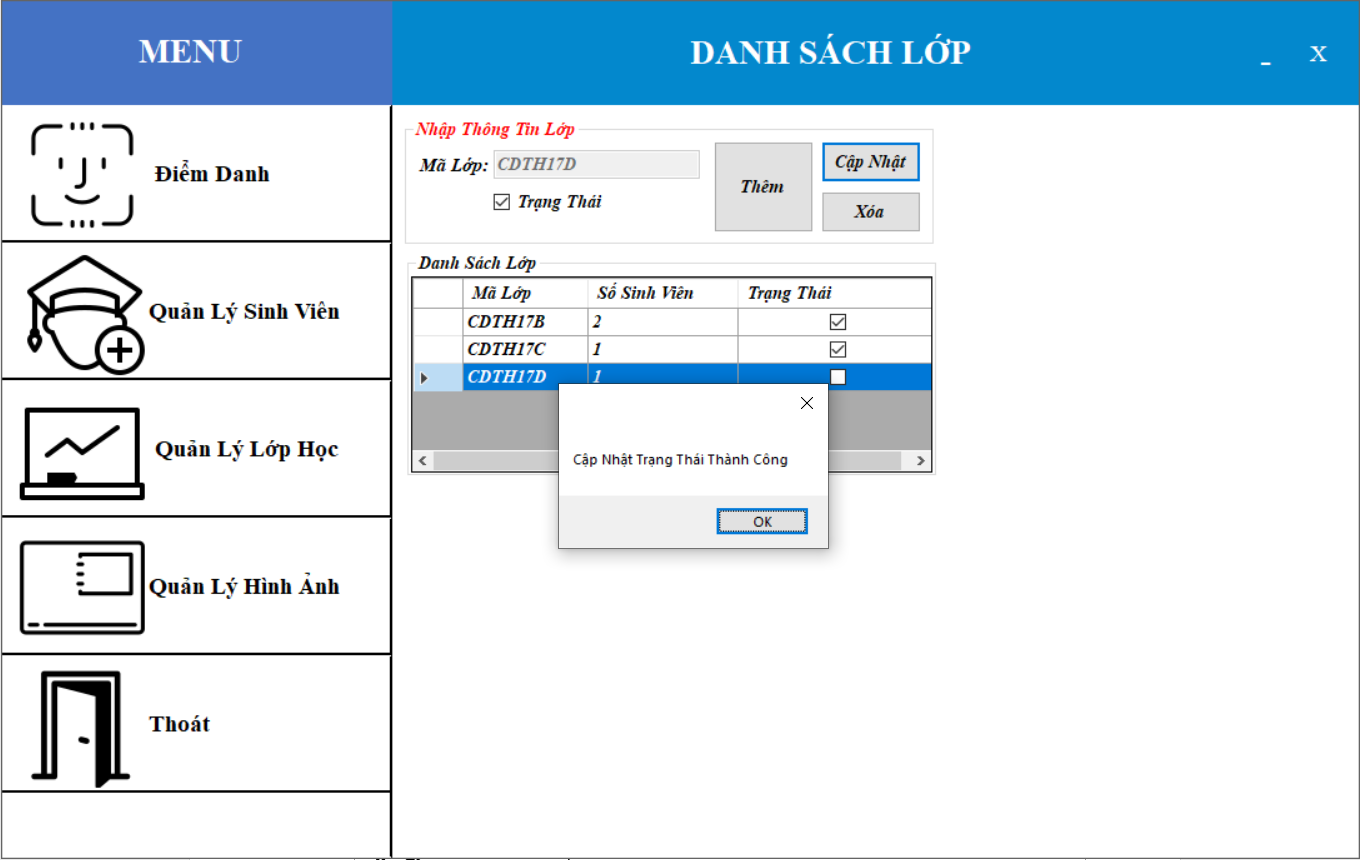 MENU
DANH SÁCH LỚP
_ X
Điểm Danh
Quản Lý Sinh Viên
Quản Lý Lớp Học
Quản Lý Hình Ảnh
Thoát
Nhập Thông Tin Lớp
Mã Lớp: CDTH17D
Trạng Thái
Thêm
Cập Nhật
Xóa
Danh Sách Lớp
Mã Lớp Số Sinh Viên Trạng Thái
CDTH17B 2
CDTH17C 1
CDTH17D 1
Cập Nhật Trạng Thái Thành Công
OK